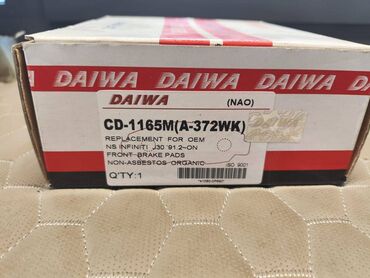 DAIWA DAIWA DAIWA DAIWA
DAIWA (NAO)
CD-1165M(A-372WK)
REPLACEMENT FOR OEM
NS INFINITI J30 '91.2~ON
FRONT BRAKE PADS
NON-ASBESTOS ORGANIC
ISO 9001
Q'TY:1